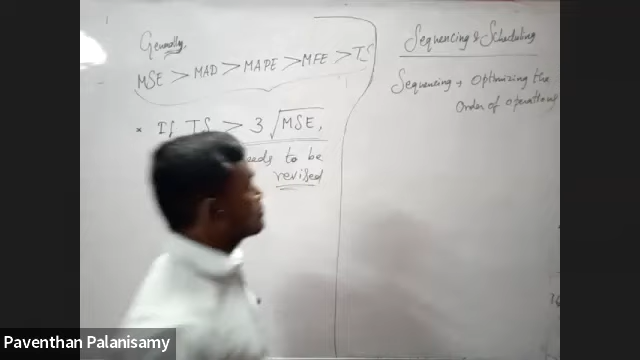 Generally,
MSE > MAD > MAPE > MFE > TS
* If TS > 3 √MSE,
needs to be
revised
Sequencing & Scheduling
Sequencing → Optimizing the
Order of operations
Paventhan Palanisamy